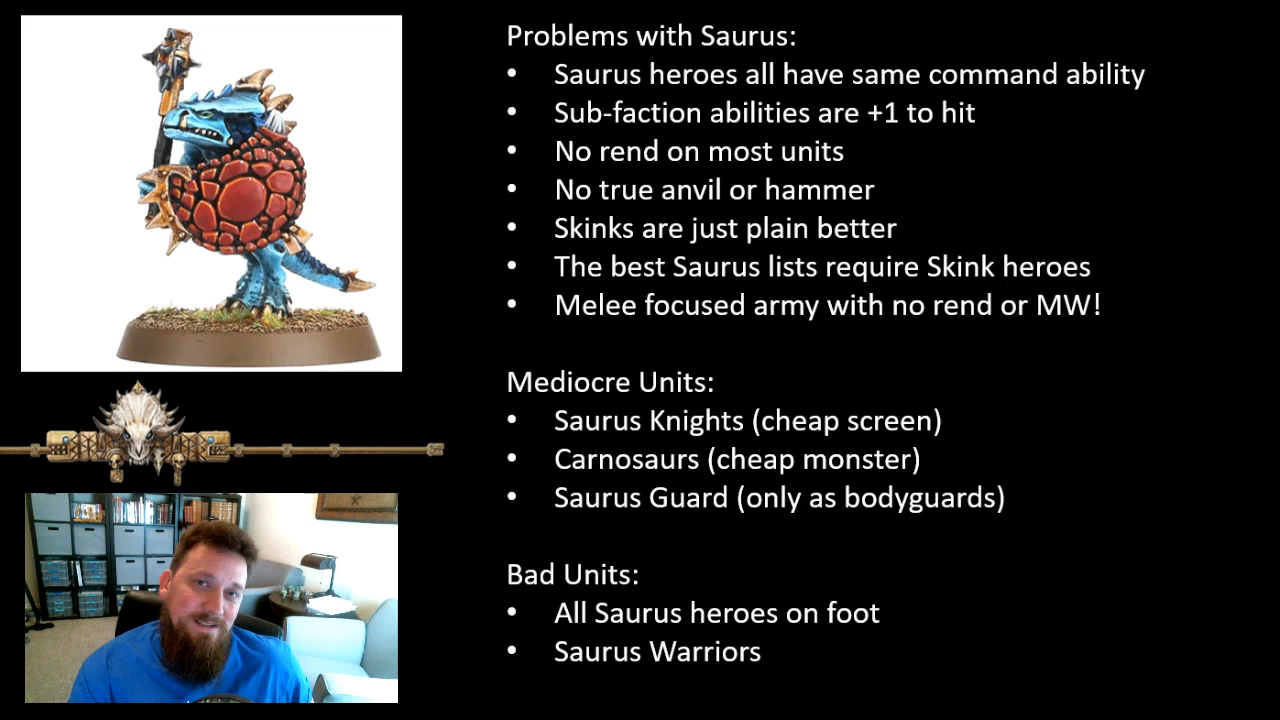 Problems with Saurus:
• Saurus heroes all have same command ability
• Sub-faction abilities are +1 to hit
• No rend on most units
• No true anvil or hammer
• Skinks are just plain better
• The best Saurus lists require Skink heroes
• Melee focused army with no rend or MW!
Mediocre Units:
• Saurus Knights (cheap screen)
• Carnosaurs (cheap monster)
• Saurus Guard (only as bodyguards)
Bad Units:
• All Saurus heroes on foot
• Saurus Warriors